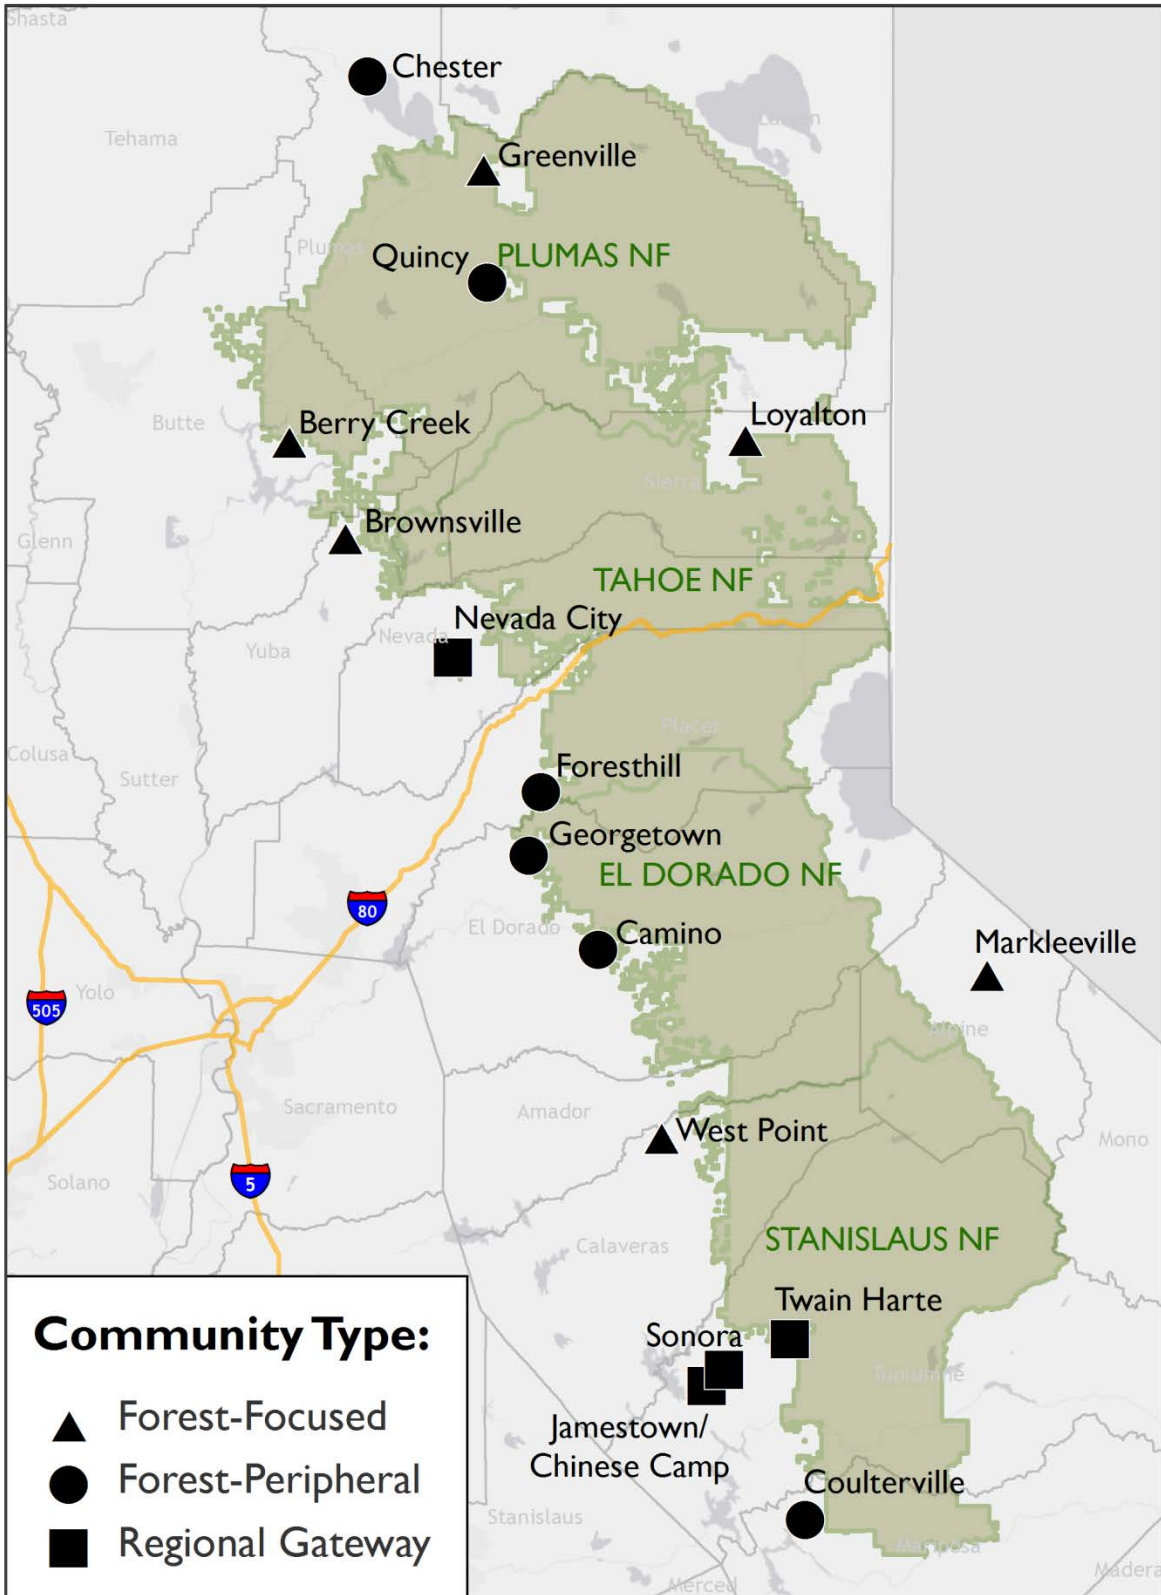 Shasta
Chester
Tehama
Lassen
Greenville
Plumas
Quincy
PLUMAS NF
Butte
Berry Creek
Loyalton
Sierra
Glenn
Brownsville
TAHOE NF
Nevada City
Nevada
Yuba
Placer
Colusa
Sutter
Foresthill
Georgetown
EL DORADO NF
80
El Dorado
Camino
Markleeville
Yolo
505
Alpine
Sacramento
Amador
West Point
Mono
Solano
5
Calaveras
STANISLAUS NF
Twain Harte
Sonora
Tuolumne
Jamestown/
Chinese Camp
Coulterville
Stanislaus
Mariposa
Merced
Madera
Community Type:
Forest-Focused
Forest-Peripheral
Regional Gateway